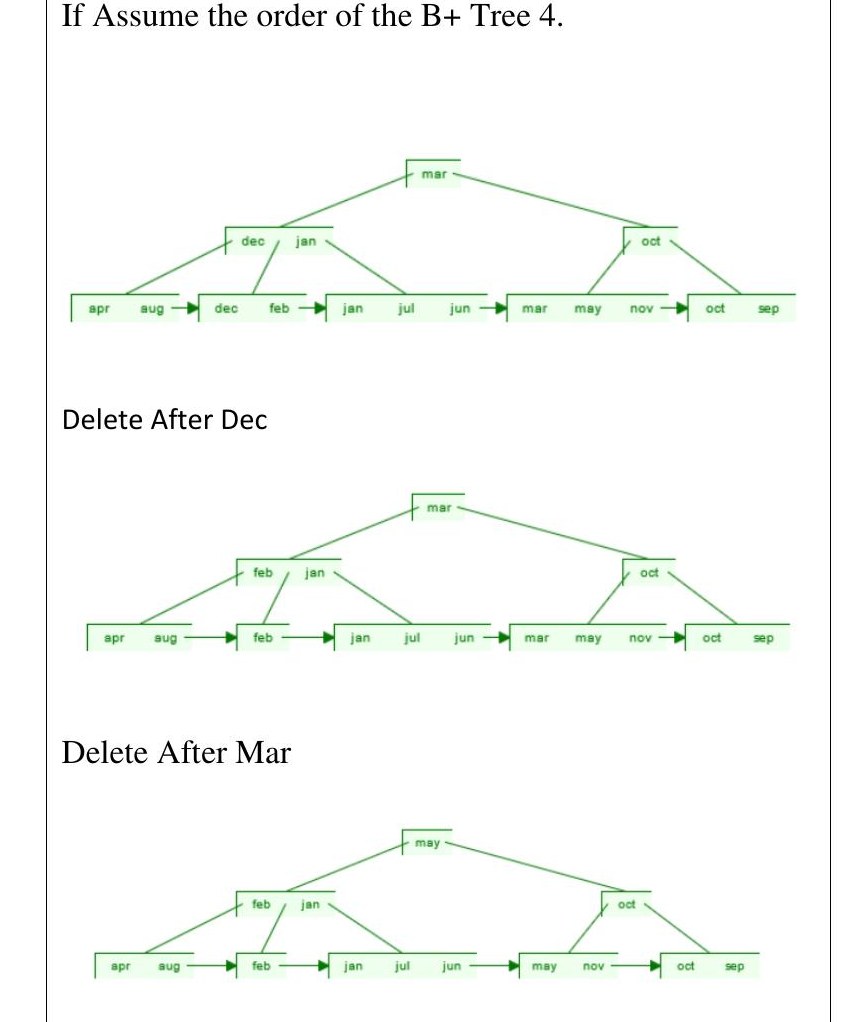 If Assume the order of the B+ Tree 4.
mar
dec jan oct
apr aug dec feb jan jul jun mar may nov oct sep
Delete After Dec
mar
feb jan oct
apr aug feb jan jul jun mar may nov oct sep
Delete After Mar
may
feb jan oct
apr aug feb jan jul jun may nov oct sep